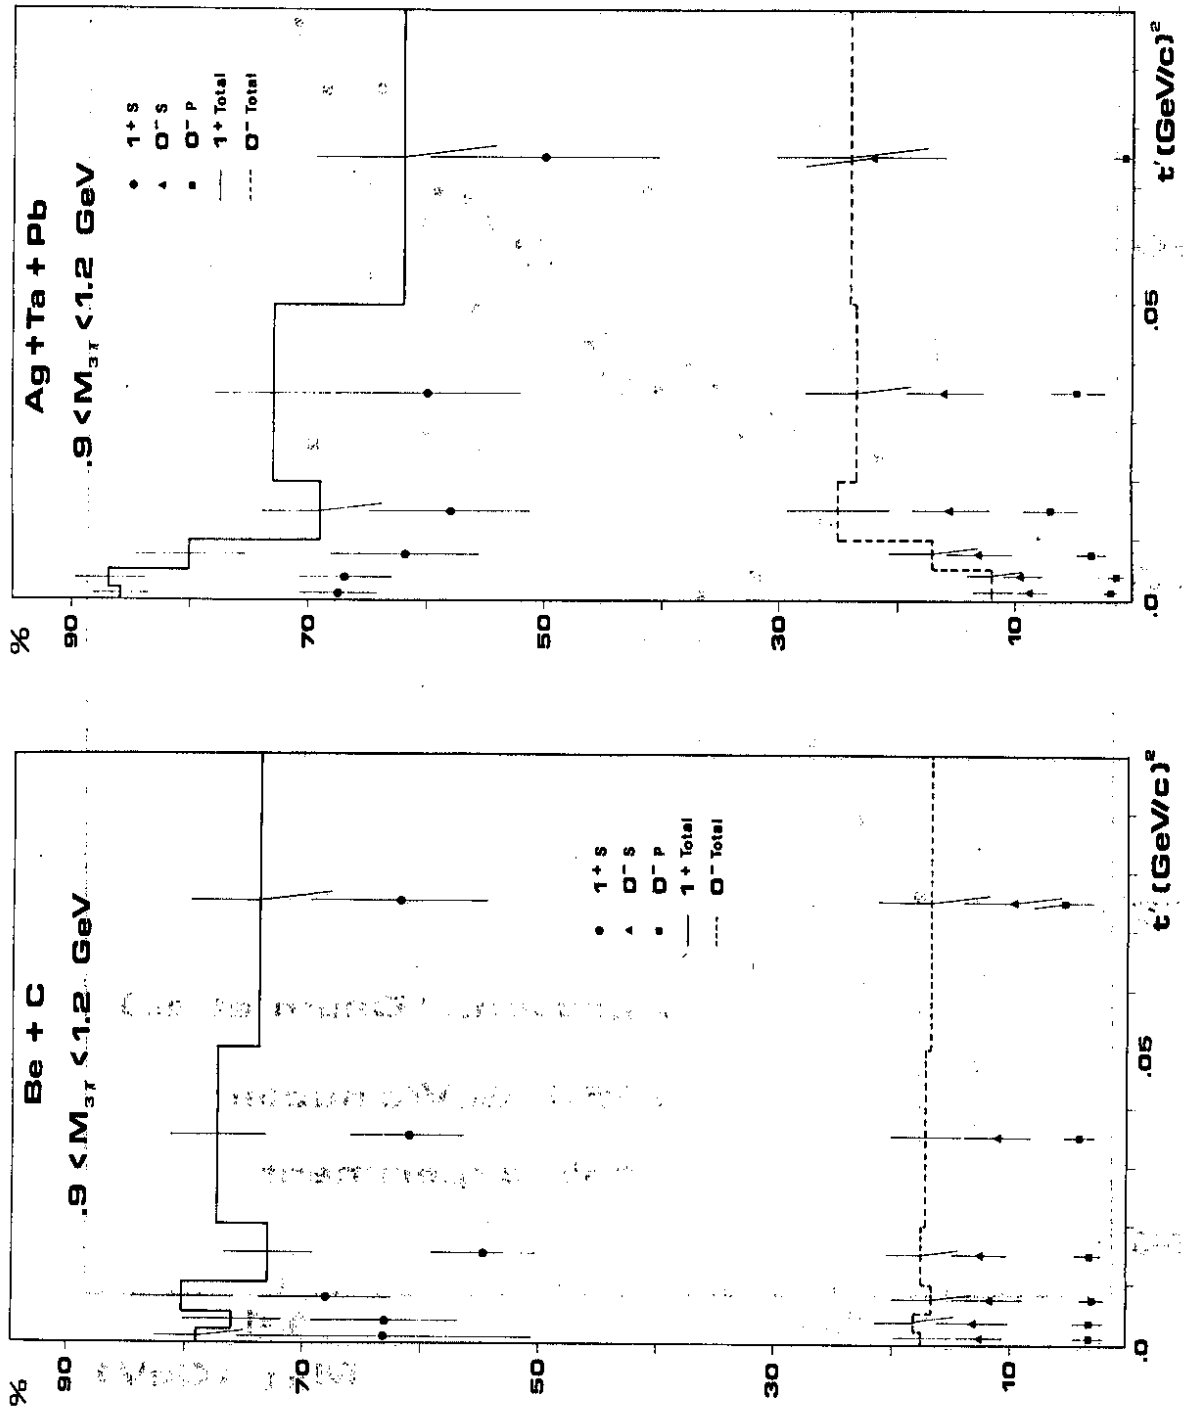 Be + C
.9 < M₃π < 1.2 GeV
%
90
70
50
30
10
.0
.05
t' (GeV/c)²
1⁺ S
0⁻ S
0⁻ P
1⁺ Total
0⁻ Total
Ag + Ta + Pb
.9 < M₃π < 1.2 GeV
%
90
70
50
30
10
.0
.05
t' (GeV/c)²
1⁺ S
0⁻ S
0⁻ P
1⁺ Total
0⁻ Total